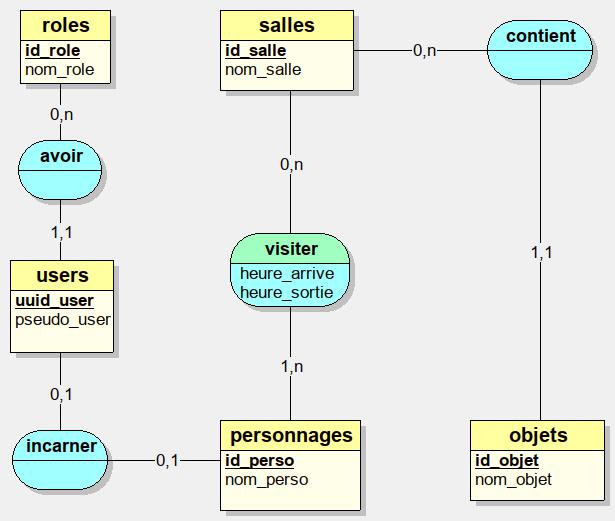 roles
id_role
nom_role
0,n
avoir
1,1
users
uuid_user
pseudo_user
0,1
incarner
0,1
salles
id_salle
nom_salle
0,n
visiter
heure_arrive
heure_sortie
1,n
personnages
id_perso
nom_perso
0,n
contient
1,1
objets
id_objet
nom_objet